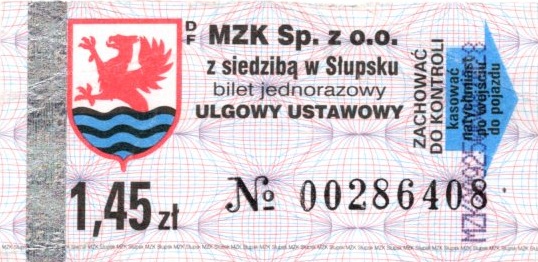 D
F
MZK Sp. z o.o.
z siedzibą w Słupsku
bilet jednorazowy
ULGOWY USTAWOWY
1,45 zł
№ 00286408
ZACHOWAĆ
DO KONTROLI
kasować
natychmiast
po wejściu
do pojazdu